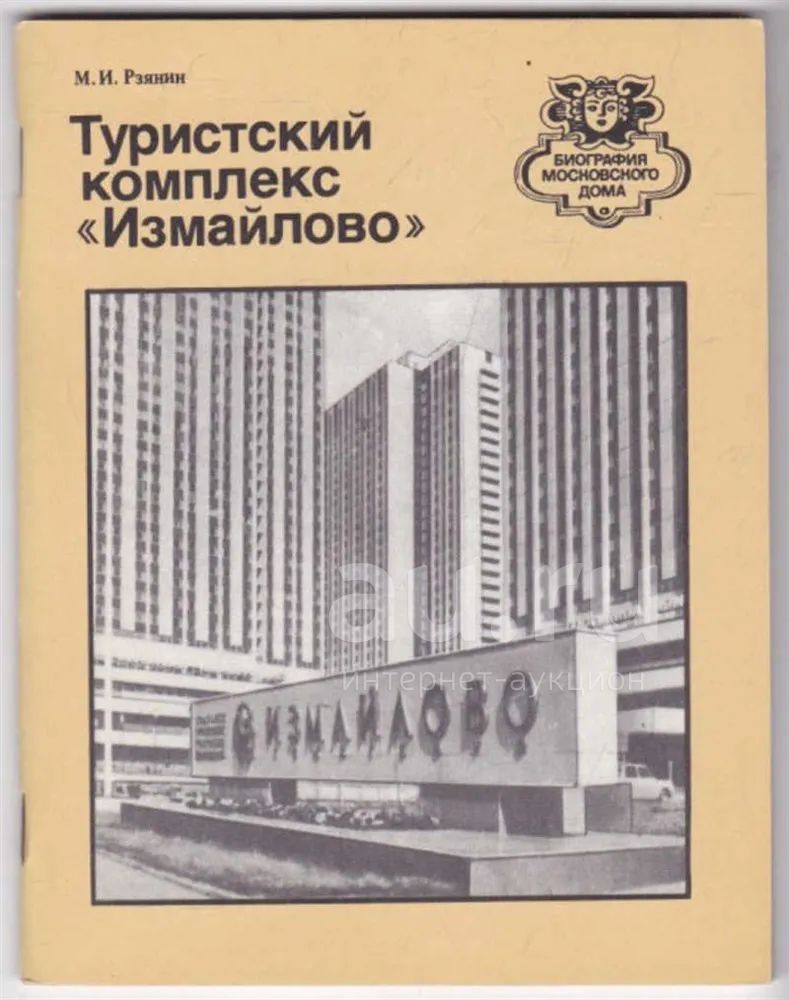 М. И. Рзянин
Туристский
комплекс
«Измайлово»
БИОГРАФИЯ
МОСКОВСКОГО
ДОМА
ИЗМАЙЛОВО
au.ru
интернет-аукцион